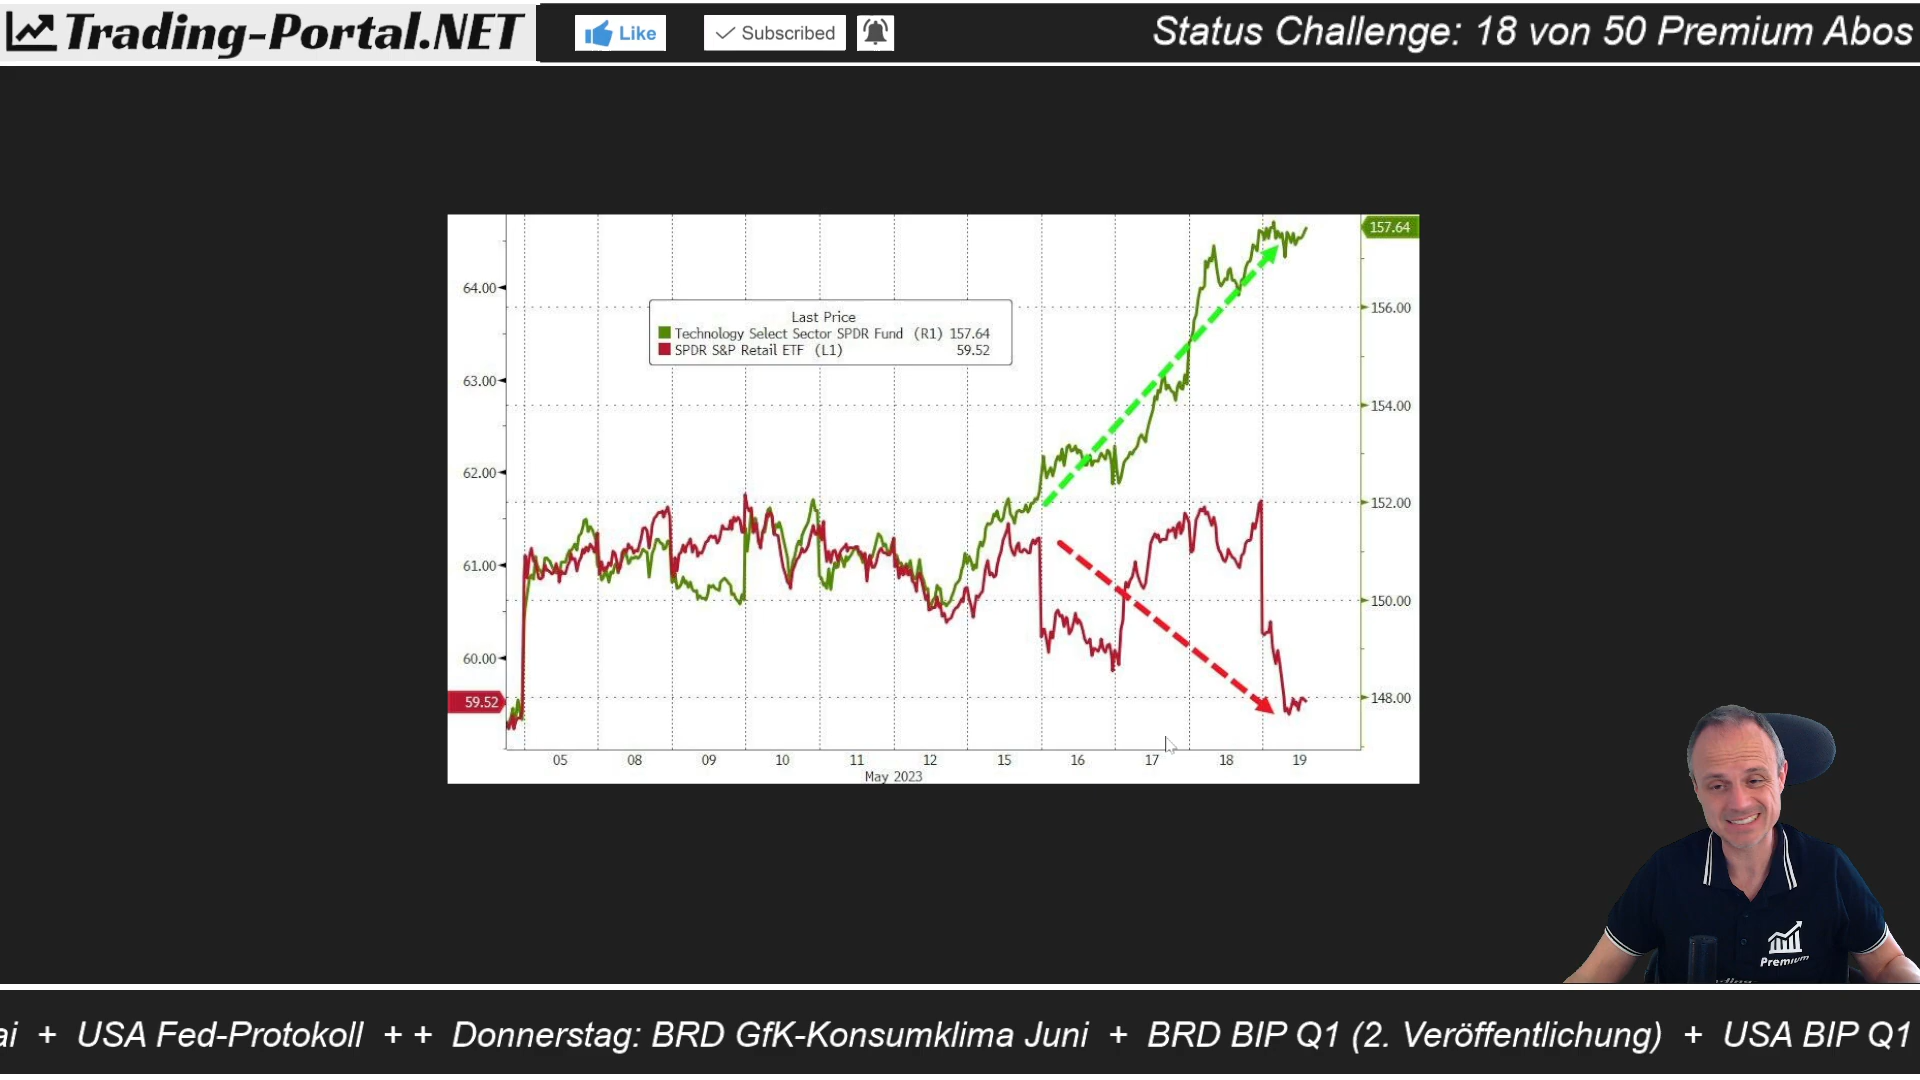 Trading-Portal.NET
Like
Subscribed
Status Challenge: 18 von 50 Premium Abos
157.64
64.00
156.00
Last Price
Technology Select Sector SPDR Fund (R1) 157.64
SPDR S&P Retail ETF (L1) 59.52
63.00
154.00
62.00
152.00
61.00
150.00
60.00
59.52
148.00
05 08 09 10 11 12 15 16 17 18 19
May 2023
Premium
ai + USA Fed-Protokoll + + Donnerstag: BRD GfK-Konsumklima Juni + BRD BIP Q1 (2. Veröffentlichung) + USA BIP Q1